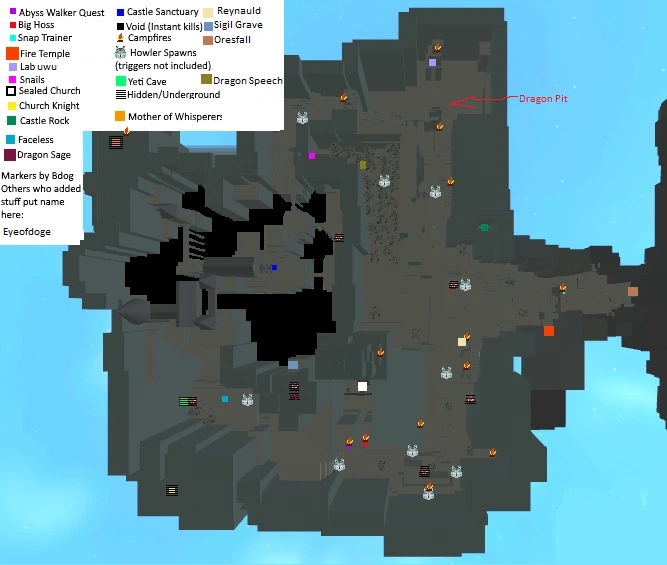 Abyss Walker Quest
Big Hoss
Snap Trainer
Fire Temple
Lab uwu
Snails
Sealed Church
Church Knight
Castle Rock
Faceless
Dragon Sage
Markers by Bdog
Others who added
stuff put name
here:
Eyeofdoge
Castle Sanctuary
Void (Instant kills)
Campfires
Howler Spawns
(triggers not included)
Yeti Cave
Hidden/Underground
Mother of Whispers
Reynauld
Sigil Grave
Oresfall
Dragon Speech
Dragon Pit